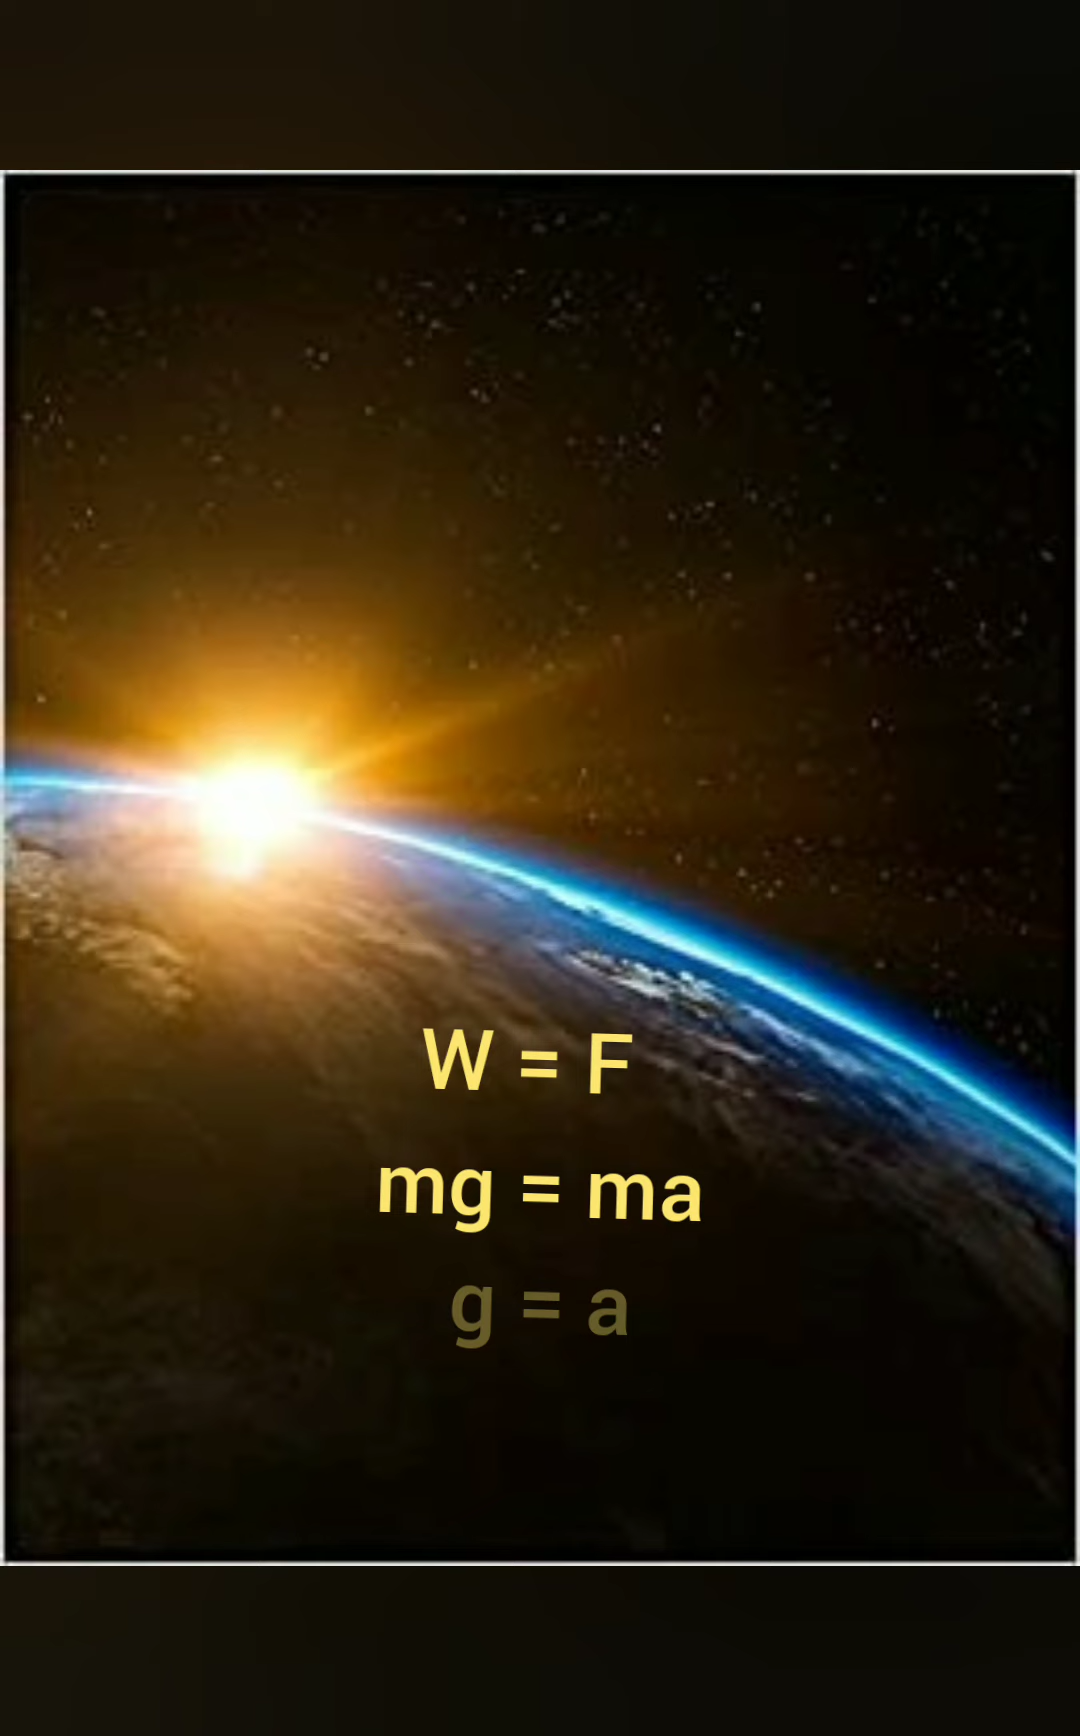 W = F
mg = ma
g = a